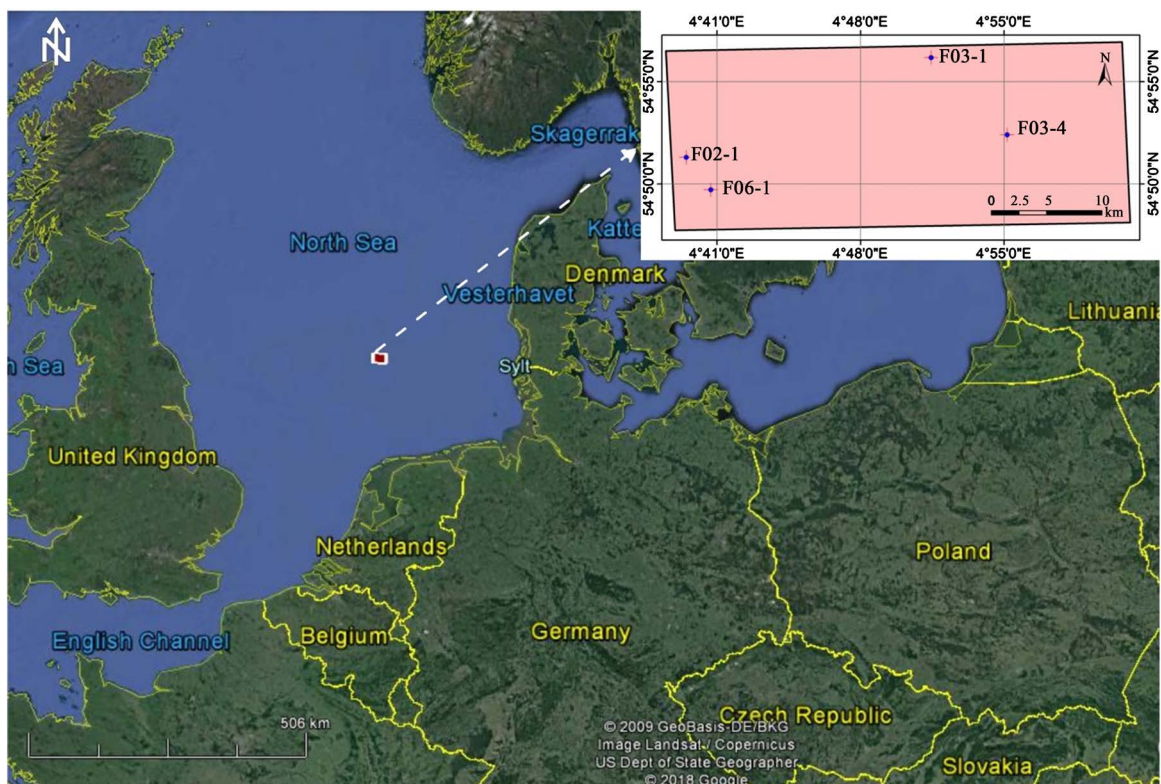 N
4°41'0"E
4°48'0"E
4°55'0"E
54°55'0"N
54°50'0"N
F03-1
N
F03-4
F02-1
F06-1
0 2.5 5 10
km
54°55'0"N
54°50'0"N
4°41'0"E
4°48'0"E
4°55'0"E
Skagerrak
North Sea
Katte
Denmark
Vesterhavet
Lithuania
h Sea
Sylt
United Kingdom
Netherlands
Poland
English Channel
Belgium
Germany
506 km
Czech Republic
© 2009 GeoBasis-DE/BKG
Image Landsat / Copernicus
US Dept of State Geographer
© 2018 Google
Slovakia